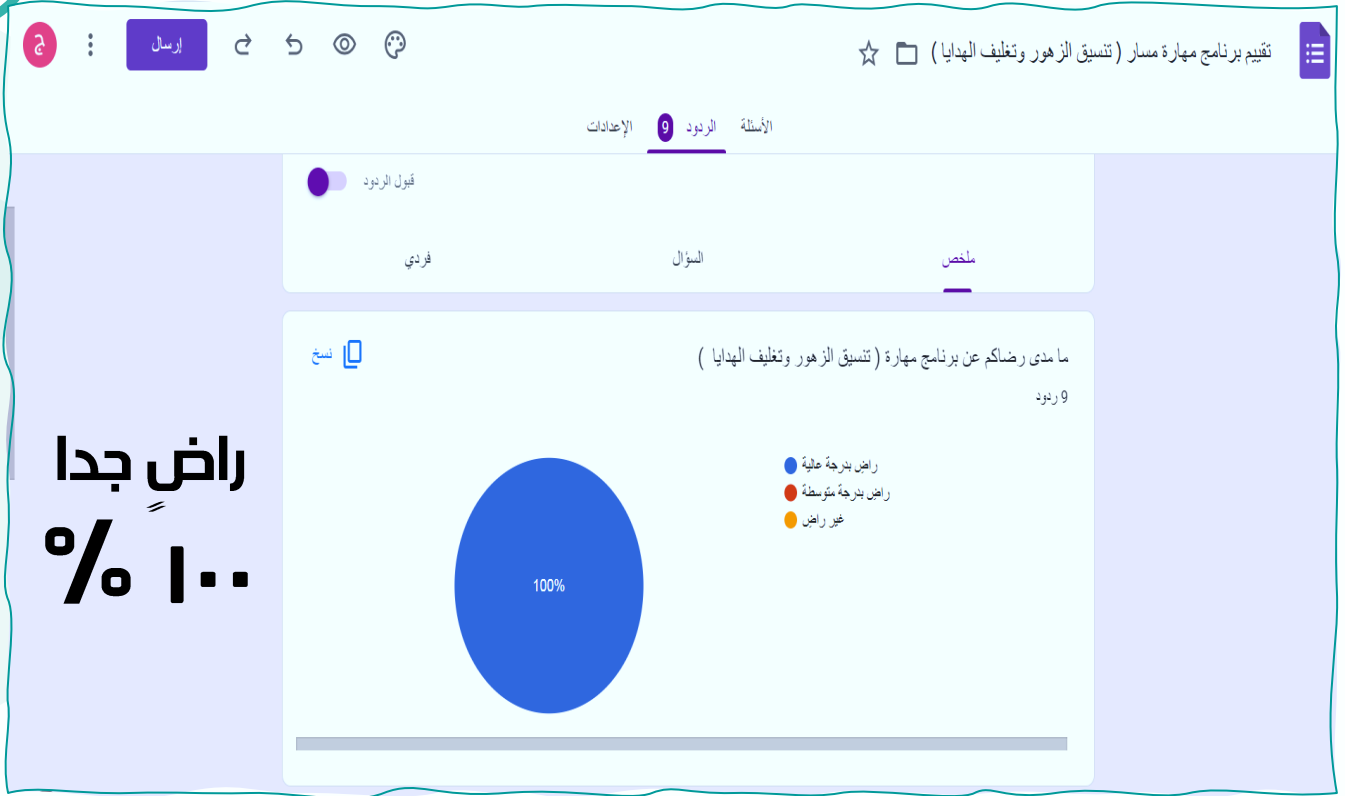 تقييم برنامج مهارة مسار ( تنسيق الزهور وتغليف الهدايا )
إرسال
ج
الأسئلة
الردود 9
الإعدادات
قبول الردود
ملخص
السؤال
فردي
ما مدى رضاكم عن برنامج مهارة ( تنسيق الزهور وتغليف الهدايا )
نسخ
9 ردود
راضٍ بدرجة عالية
راضٍ بدرجة متوسطة
غير راضٍ
100%
راضٍ جدا
١٠٠ %